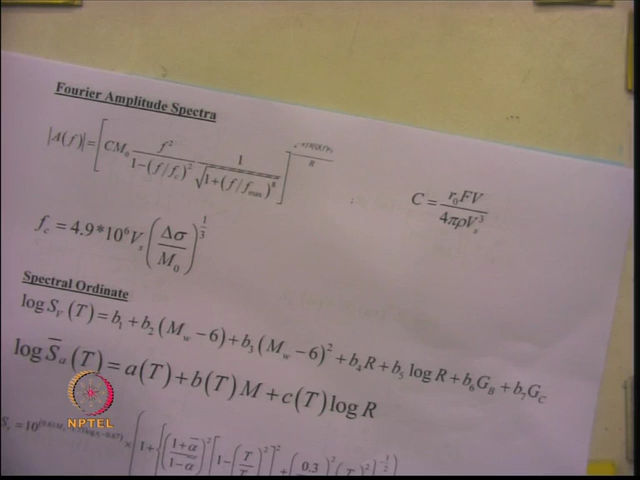 Fourier Amplitude Spectra
|A(f)| = [CM₀ f²/(1−(f/f_c)²) 1/√(1+(f/f_max)⁸)] /R
C = r₀FV/(4πρV_s³)
f_c = 4.9*10⁶V_s(Δσ/M₀)^(1/3)
Spectral Ordinate
log S_V(T) = b₁ + b₂(M_w − 6) + b₃(M_w − 6)² + b₄R + b₅ log R + b₆G_B + b₇G_C
log S̅_a(T) = a(T) + b(T)M + c(T) log R
NPTEL